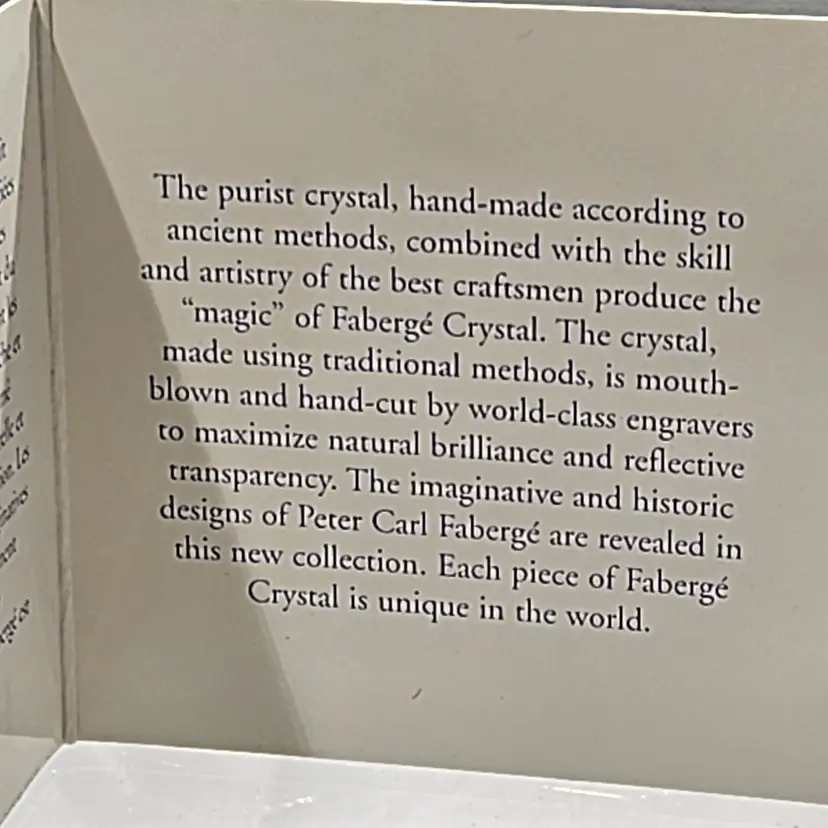 The purist crystal, hand-made according to
ancient methods, combined with the skill
and artistry of the best craftsmen produce the
“magic” of Fabergé Crystal. The crystal,
made using traditional methods, is mouth-
blown and hand-cut by world-class engravers
to maximize natural brilliance and reflective
transparency. The imaginative and historic
designs of Peter Carl Fabergé are revealed in
this new collection. Each piece of Fabergé
Crystal is unique in the world.